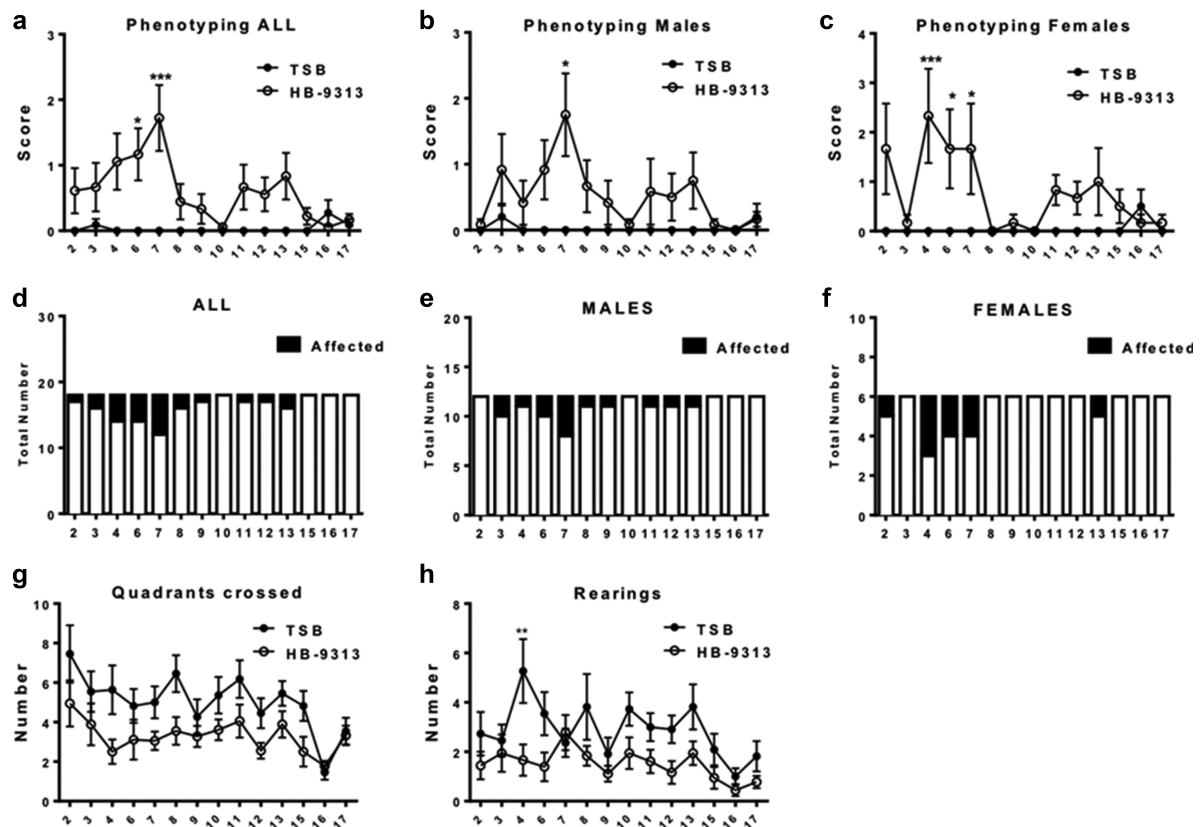 a Phenotyping ALL
3
2
1
0
Score
TSB
HB-9313
*
***
2 3 4 6 7 8 9 10 11 12 13 15 16 17
b Phenotyping Males
3
2
1
0
Score
TSB
HB-9313
*
2 3 4 6 7 8 9 10 11 12 13 15 16 17
c Phenotyping Females
4
3
2
1
0
Score
TSB
HB-9313
***
*
*
2 3 4 6 7 8 9 10 11 12 13 15 16 17
d ALL
30
20
10
0
Total Number
Affected
2 3 4 6 7 8 9 10 11 12 13 15 16 17
e MALES
20
15
10
5
0
Total Number
Affected
2 3 4 6 7 8 9 10 11 12 13 15 16 17
f FEMALES
10
8
6
4
2
0
Total Number
Affected
2 3 4 6 7 8 9 10 11 12 13 15 16 17
g Quadrants crossed
10
8
6
4
2
0
Number
TSB
HB-9313
2 3 4 6 7 8 9 10 11 12 13 15 16 17
h Rearings
8
6
4
2
0
Number
TSB
HB-9313
**
2 3 4 6 7 8 9 10 11 12 13 15 16 17